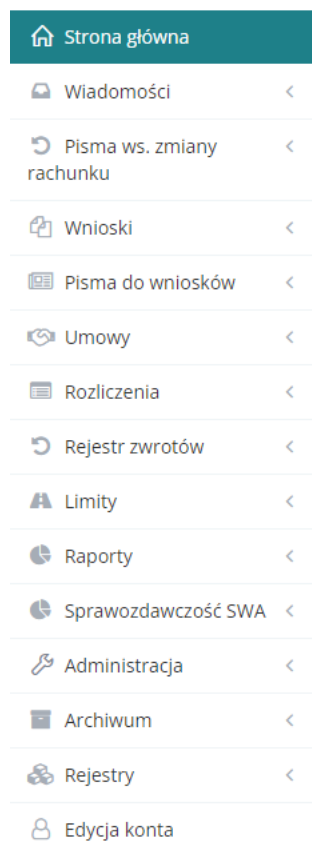 Strona główna
Wiadomości
Pisma ws. zmiany
rachunku
Wnioski
Pisma do wniosków
Umowy
Rozliczenia
Rejestr zwrotów
Limity
Raporty
Sprawozdawczość SWA
Administracja
Archiwum
Rejestry
Edycja konta